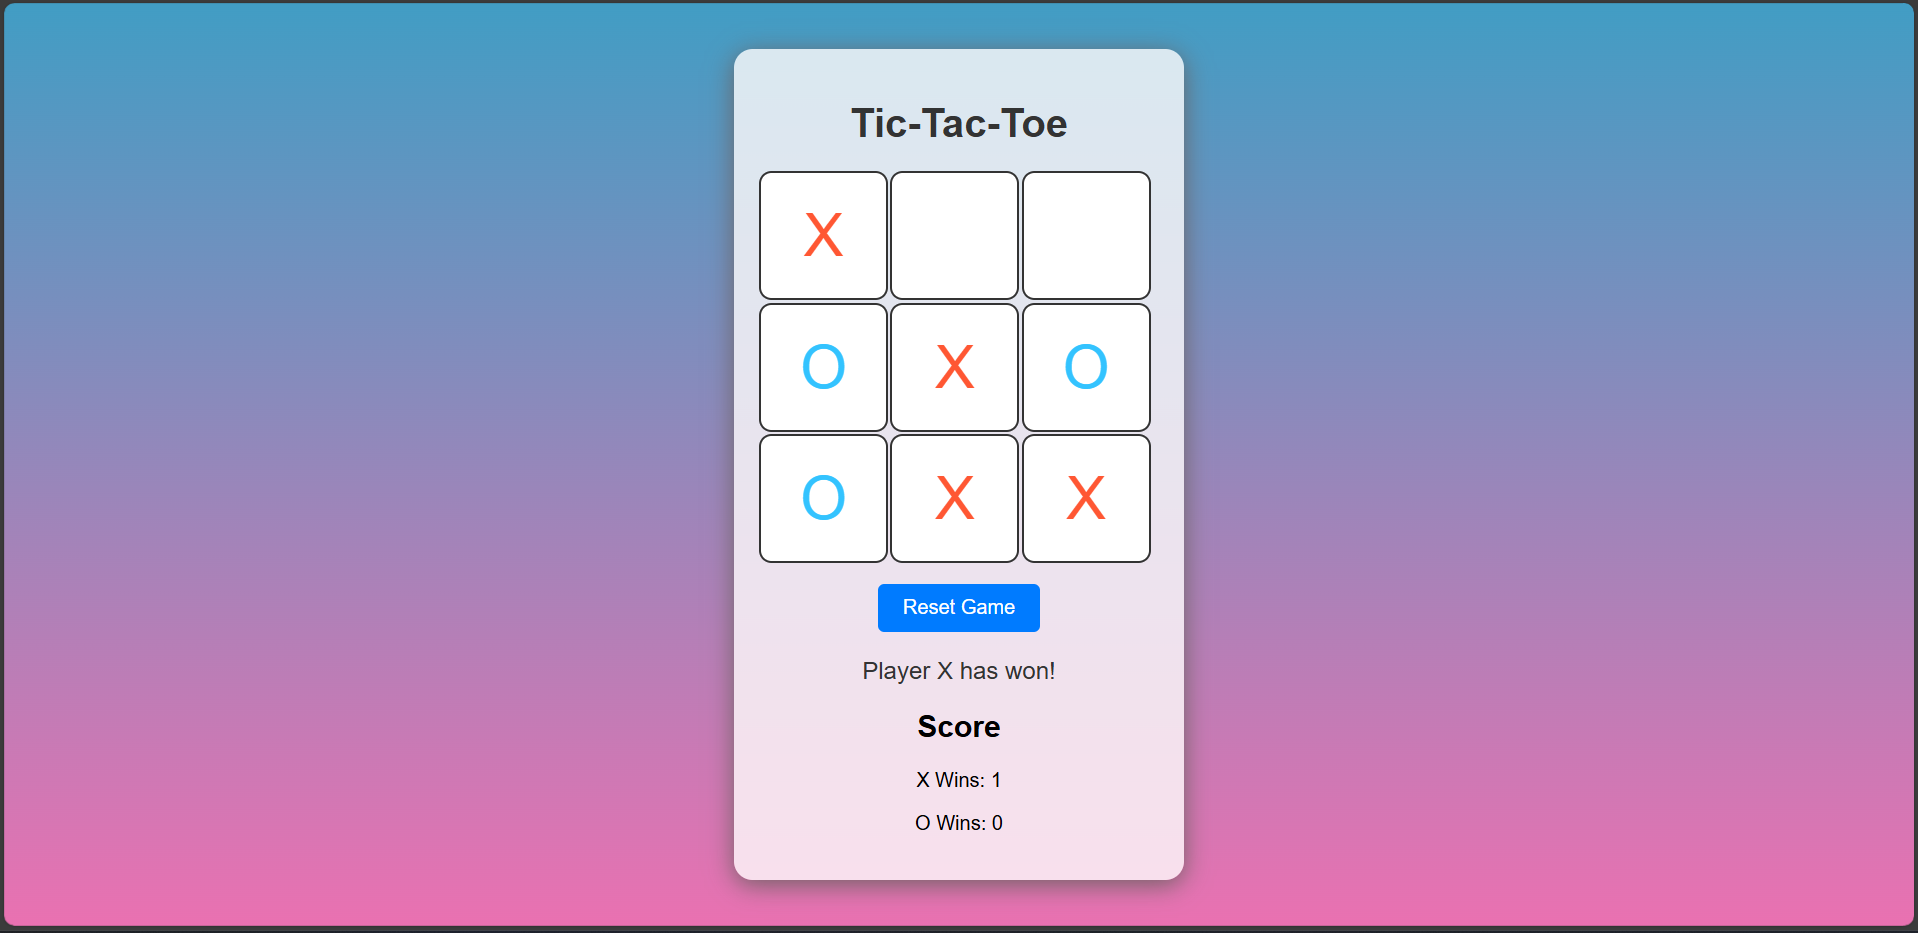 Tic-Tac-Toe
X
O X O
O X X
Reset Game
Player X has won!
Score
X Wins: 1
O Wins: 0